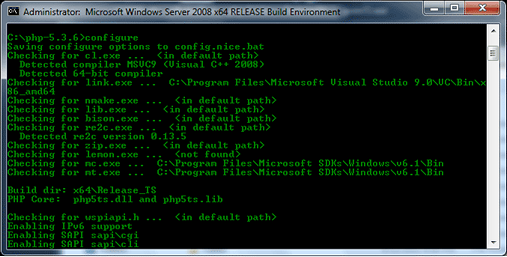 Administrator: Microsoft Windows Server 2008 x64 RELEASE Build Environment
C:\php-5.3.6>configure
Saving configure options to config.nice.bat
Checking for cl.exe ...  <in default path>
  Detected compiler MSVC9 (Visual C++ 2008)
  Detected 64-bit compiler
Checking for link.exe ...  C:\Program Files\Microsoft Visual Studio 9.0\VC\Bin\x
86_amd64
Checking for nmake.exe ...  <in default path>
Checking for lib.exe ...  <in default path>
Checking for bison.exe ...  <in default path>
Checking for re2c.exe ...  <in default path>
  Detected re2c version 0.13.5
Checking for zip.exe ...  <in default path>
Checking for lemon.exe ...  <not found>
Checking for mc.exe ...  C:\Program Files\Microsoft SDKs\Windows\v6.1\Bin
Checking for mt.exe ...  C:\Program Files\Microsoft SDKs\Windows\v6.1\Bin
Build dir: x64\Release_TS
PHP Core:  php5ts.dll and php5ts.lib
Checking for wspiapi.h ...  <in default path>
Enabling IPv6 support
Enabling SAPI sapi\cgi
Enabling SAPI sapi\cli